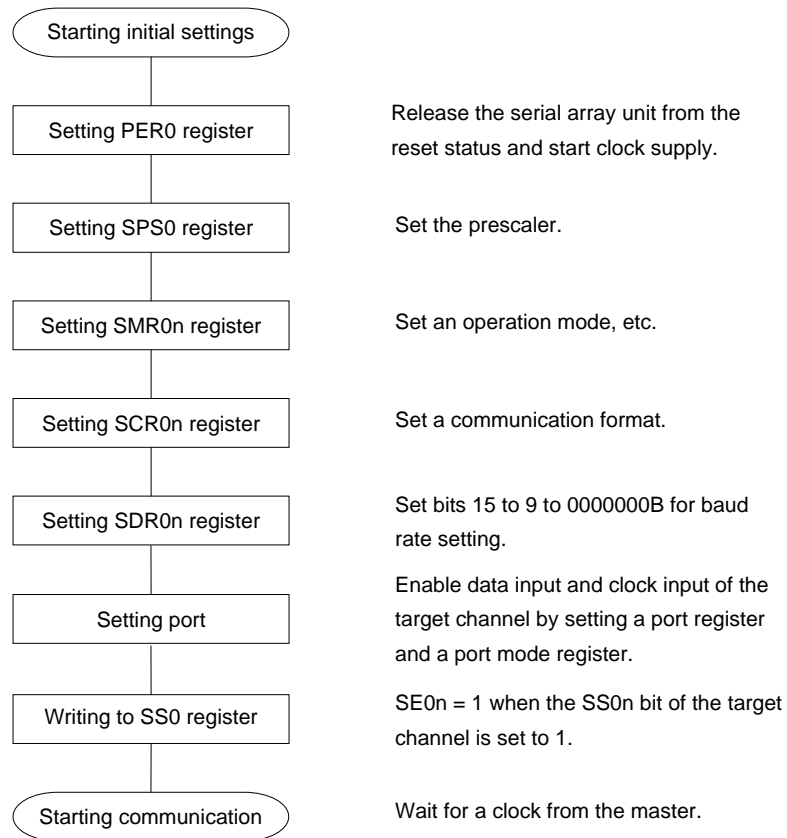 Starting initial settings
Setting PER0 register
Release the serial array unit from the
reset status and start clock supply.
Setting SPS0 register
Set the prescaler.
Setting SMR0n register
Set an operation mode, etc.
Setting SCR0n register
Set a communication format.
Setting SDR0n register
Set bits 15 to 9 to 0000000B for baud
rate setting.
Setting port
Enable data input and clock input of the
target channel by setting a port register
and a port mode register.
Writing to SS0 register
SE0n = 1 when the SS0n bit of the target
channel is set to 1.
Starting communication
Wait for a clock from the master.